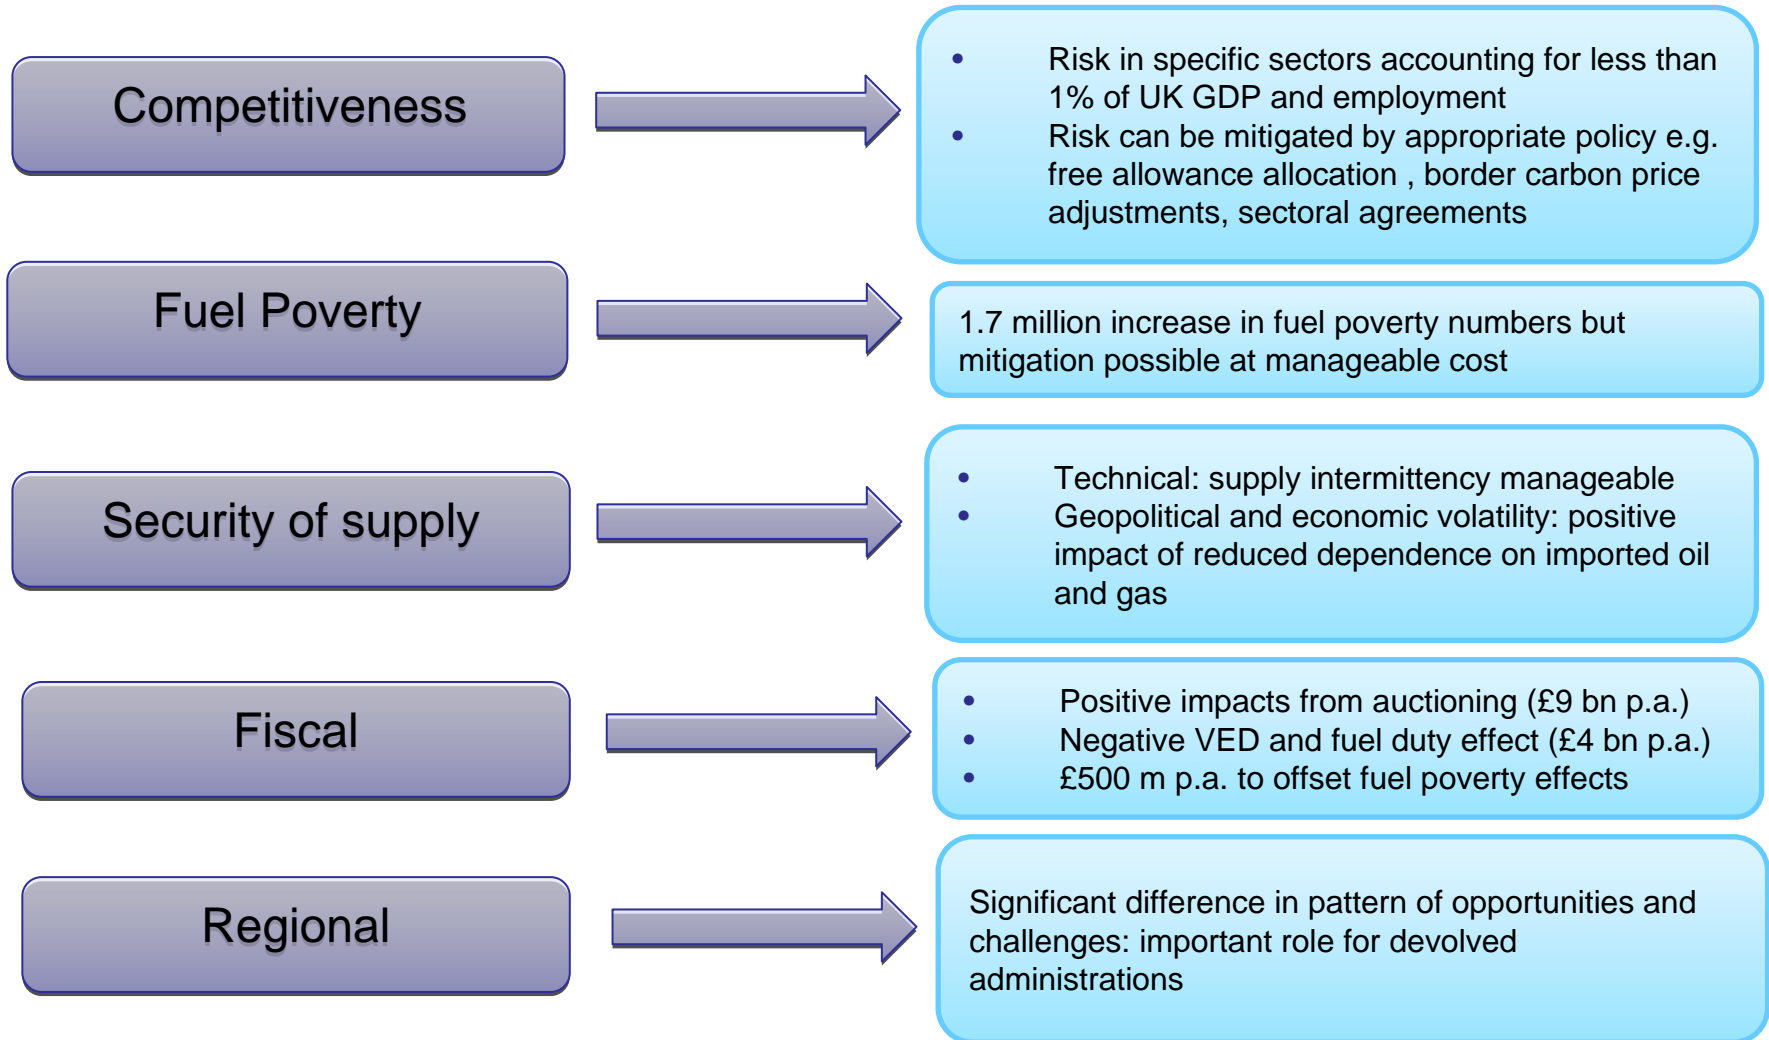 Competitiveness
• Risk in specific sectors accounting for less than
1% of UK GDP and employment
• Risk can be mitigated by appropriate policy e.g.
free allowance allocation , border carbon price
adjustments, sectoral agreements
Fuel Poverty
1.7 million increase in fuel poverty numbers but
mitigation possible at manageable cost
Security of supply
• Technical: supply intermittency manageable
• Geopolitical and economic volatility: positive
impact of reduced dependence on imported oil
and gas
Fiscal
• Positive impacts from auctioning (£9 bn p.a.)
• Negative VED and fuel duty effect (£4 bn p.a.)
• £500 m p.a. to offset fuel poverty effects
Regional
Significant difference in pattern of opportunities and
challenges: important role for devolved
administrations